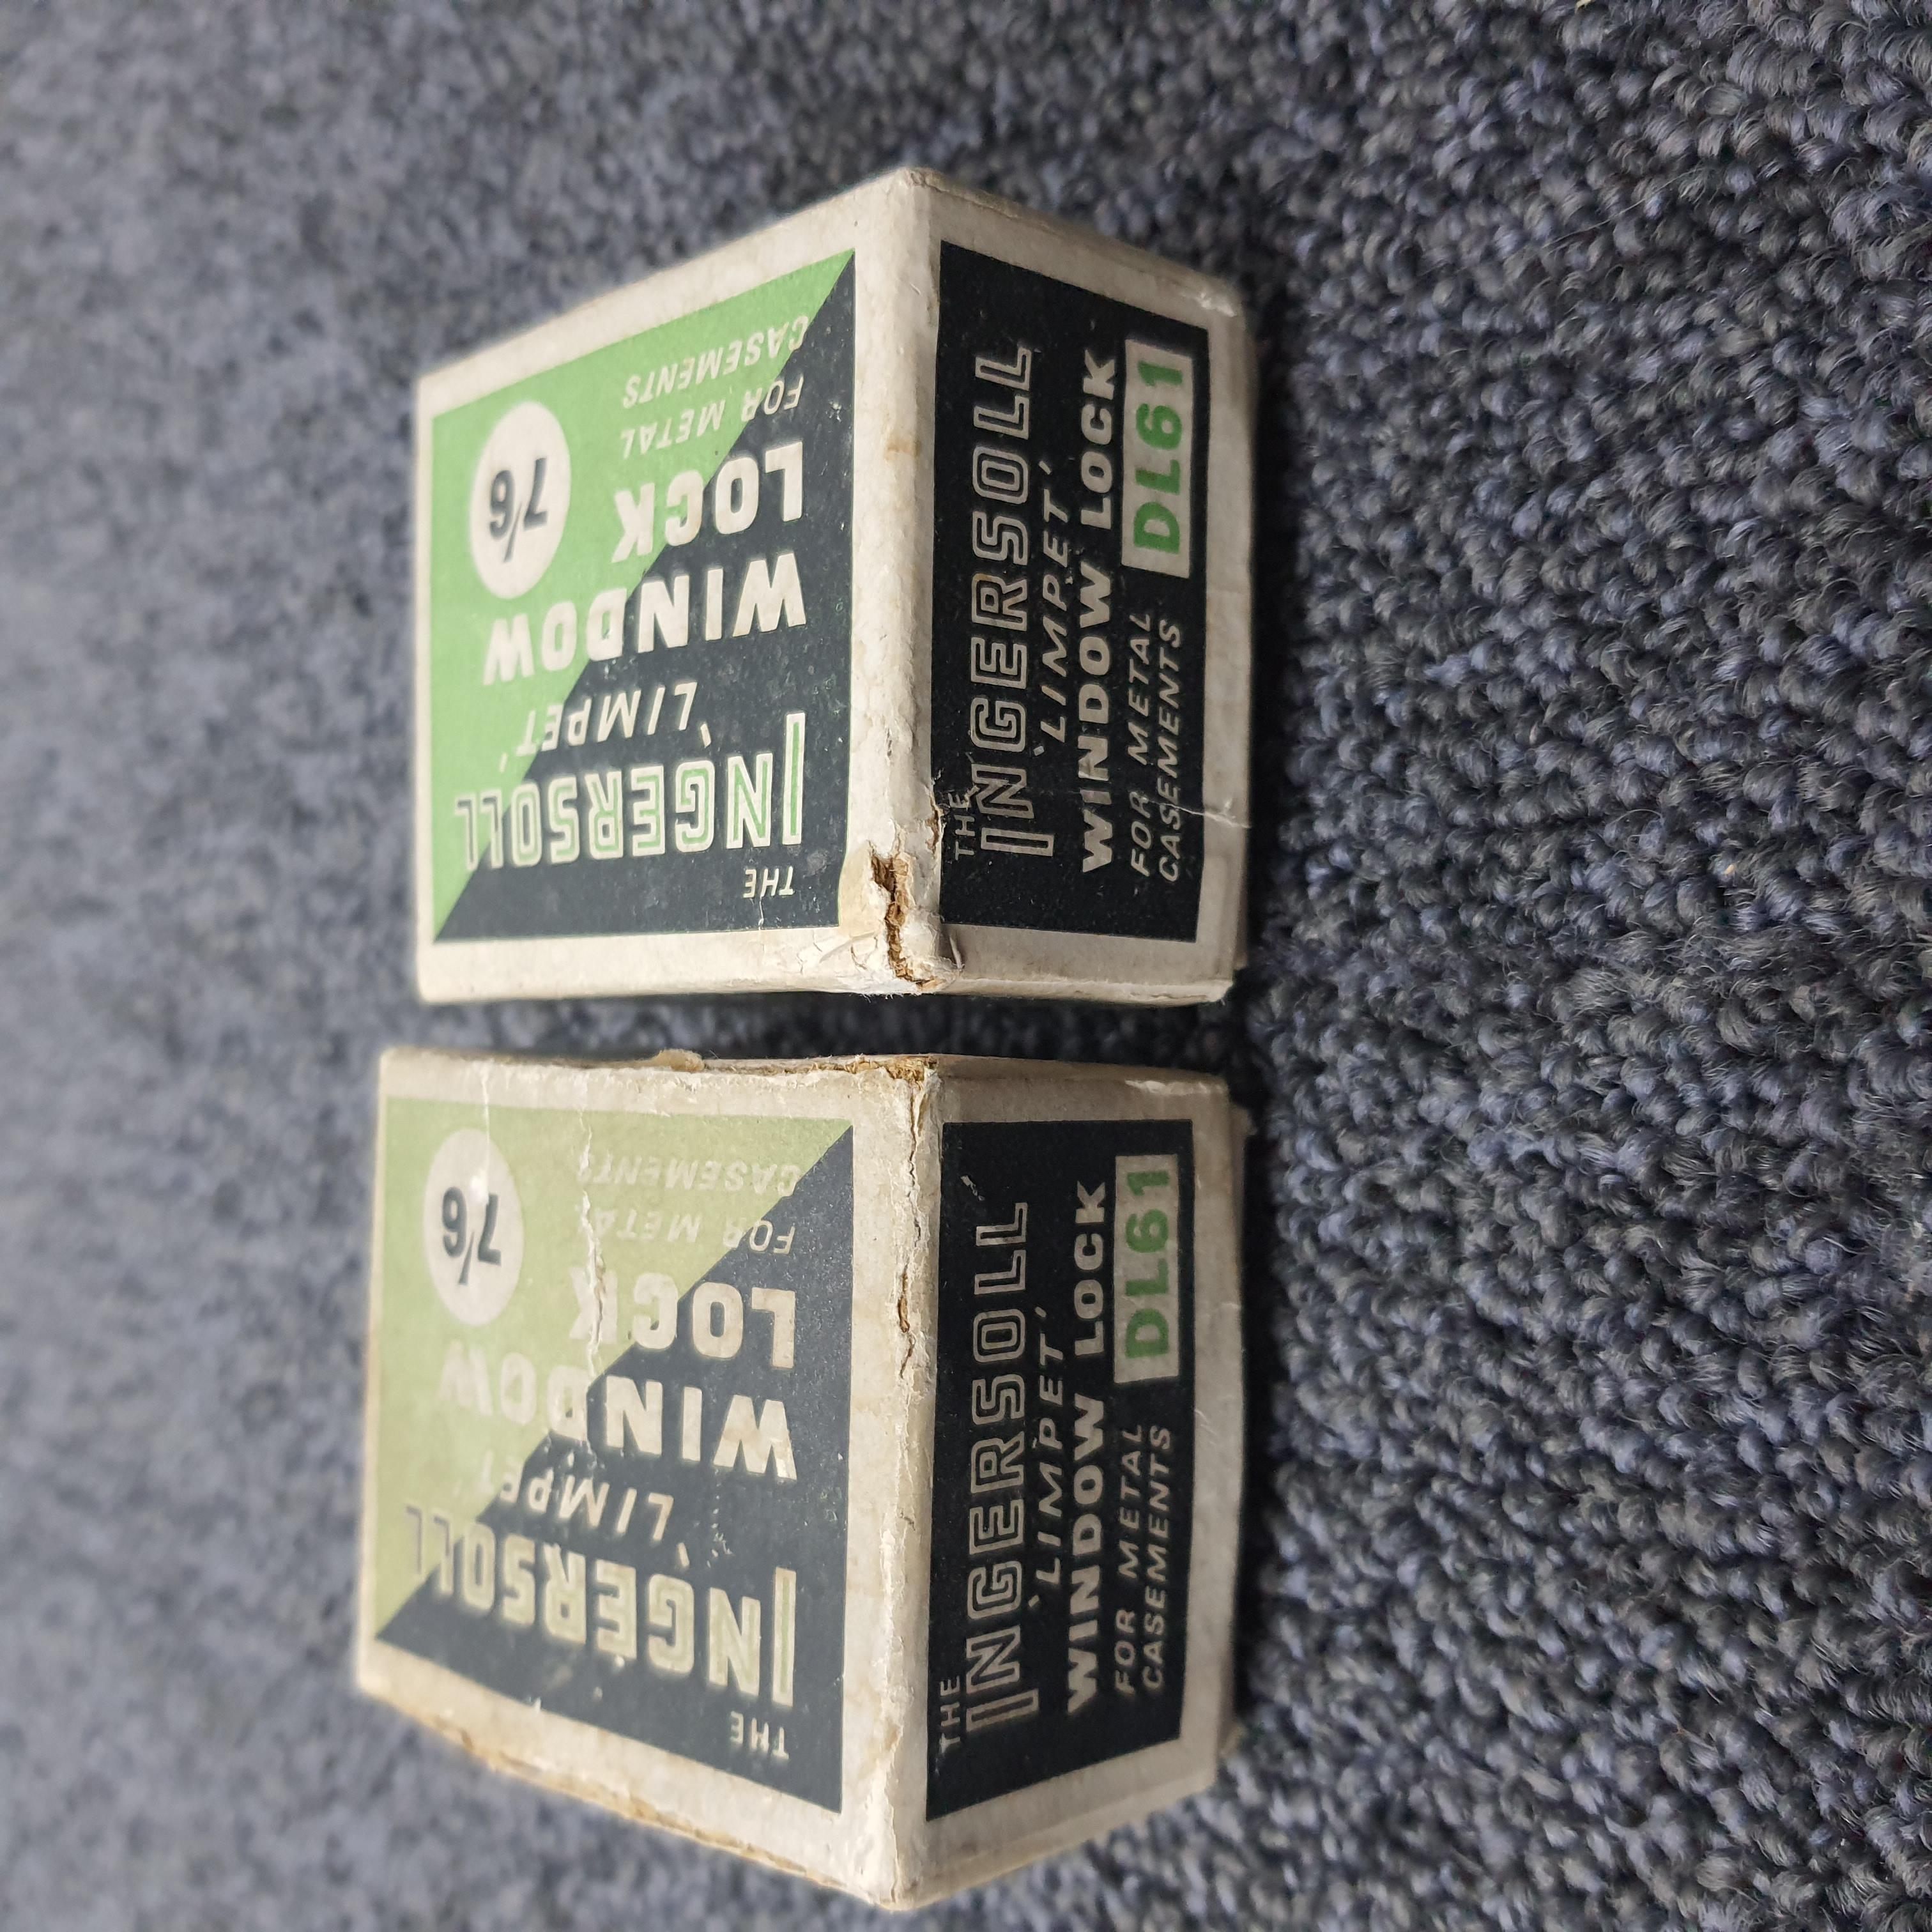 THE
INGERSOLL
'LIMPET'
WINDOW
LOCK
FOR METAL
CASEMENTS
7/6
THE
INGERSOLL
'LIMPET'
WINDOW LOCK
FOR METAL
CASEMENTS
DL61
THE
INGERSOLL
'LIMPET'
WINDOW
LOCK
FOR METAL
CASEMENTS
7/6
THE
INGERSOLL
'LIMPET'
WINDOW LOCK
FOR METAL
CASEMENTS
DL61